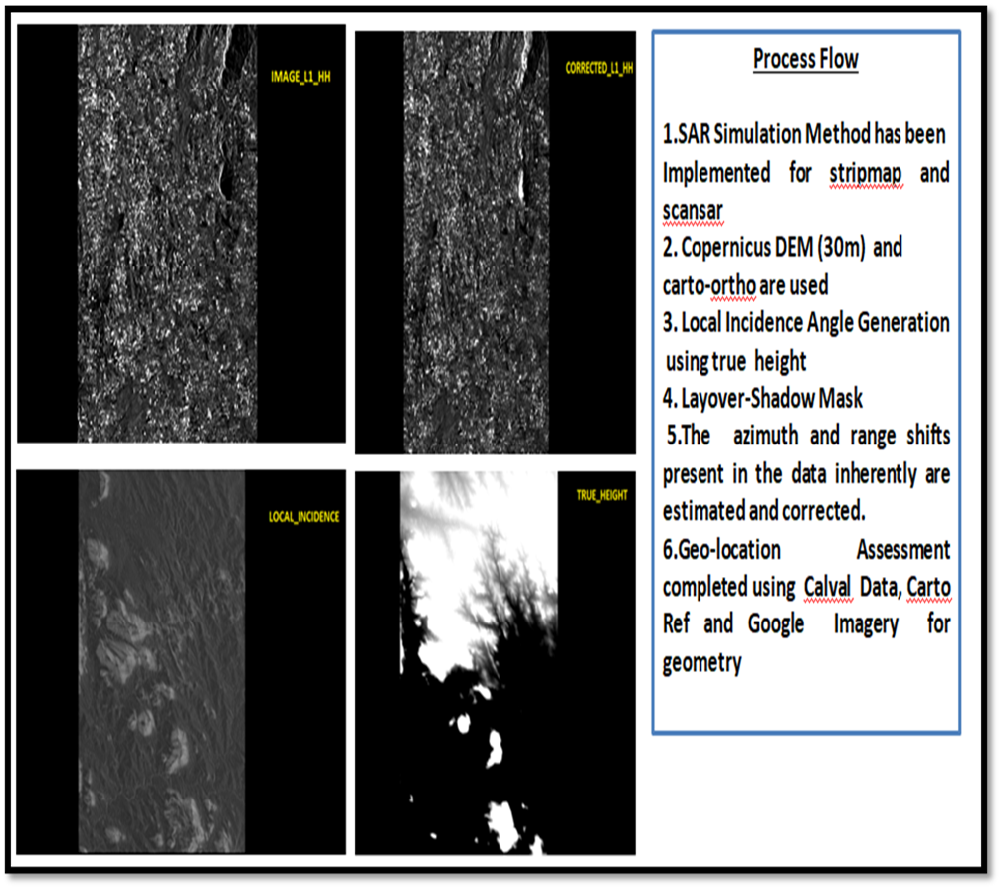 IMAGE_L1_HH
CORRECTED_L1_HH
LOCAL_INCIDENCE
TRUE_HEIGHT
Process Flow
1.SAR Simulation Method has been
Implemented for stripmap and
scansar
2. Copernicus DEM (30m) and
carto-ortho are used
3. Local Incidence Angle Generation
using true height
4. Layover-Shadow Mask
5.The azimuth and range shifts
present in the data inherently are
estimated and corrected.
6.Geo-location Assessment
completed using Calval Data, Carto
Ref and Google Imagery for
geometry